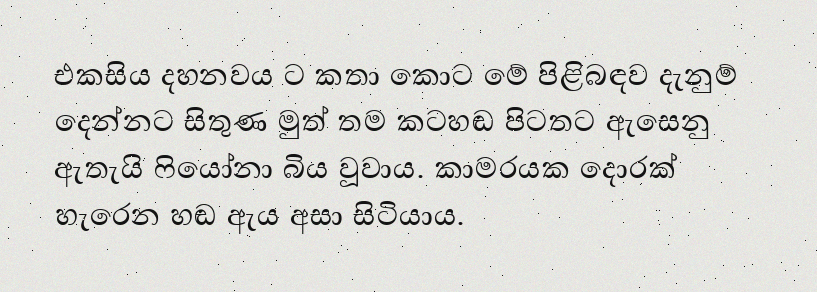 එකසිය දහනවය ට කතා කොට මේ පිළිබඳව දැනුම්
දෙන්නට සිතුණ මුත් තම කටහඬ පිටතට ඇසෙනු
ඇතැයි ෆියෝනා බිය වූවාය. කාමරයක දොරක්
හැරෙන හඬ ඇය අසා සිටියාය.